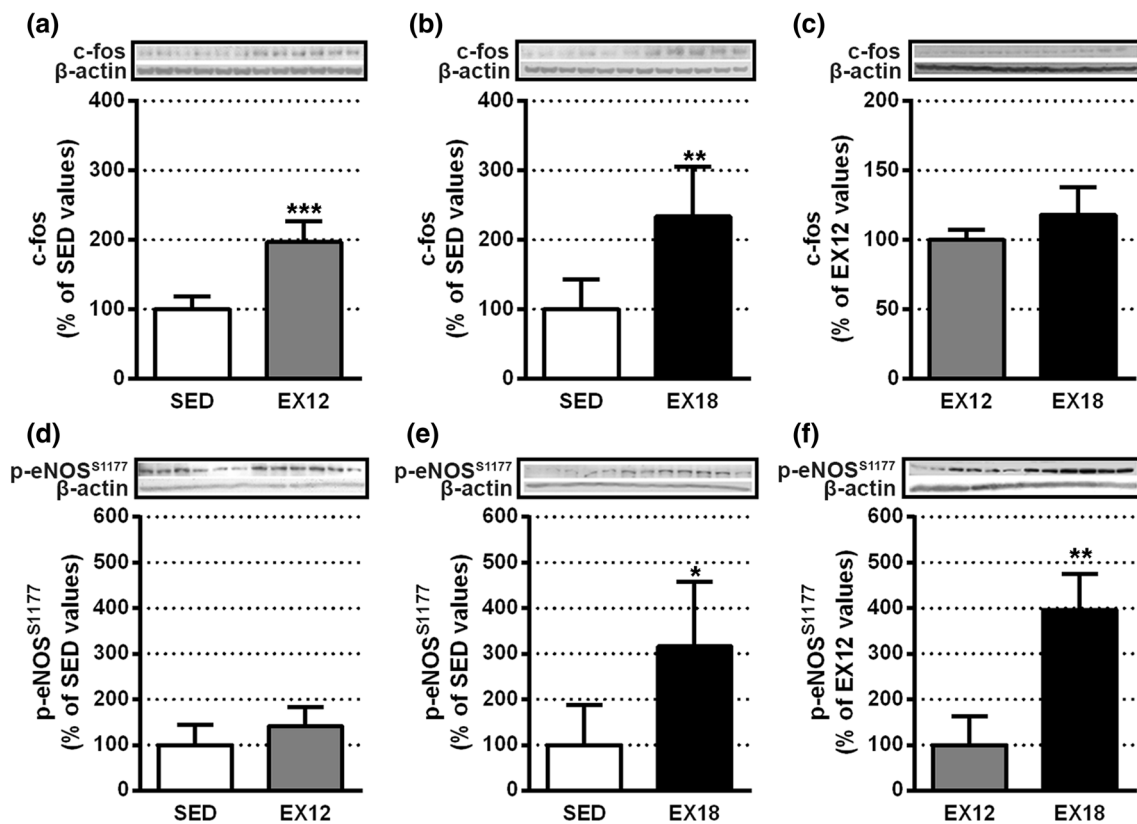 (a)
c-fos
β-actin
400
300
200
100
0
c-fos
(% of SED values)
***
SED EX12
(b)
c-fos
β-actin
400
300
200
100
0
c-fos
(% of SED values)
**
SED EX18
(c)
c-fos
β-actin
200
150
100
50
0
c-fos
(% of EX12 values)
EX12 EX18
(d)
p-eNOS^S1177
β-actin
600
500
400
300
200
100
0
p-eNOS^S1177
(% of SED values)
SED EX12
(e)
p-eNOS^S1177
β-actin
600
500
400
300
200
100
0
p-eNOS^S1177
(% of SED values)
*
SED EX18
(f)
p-eNOS^S1177
β-actin
600
500
400
300
200
100
0
p-eNOS^S1177
(% of EX12 values)
**
EX12 EX18